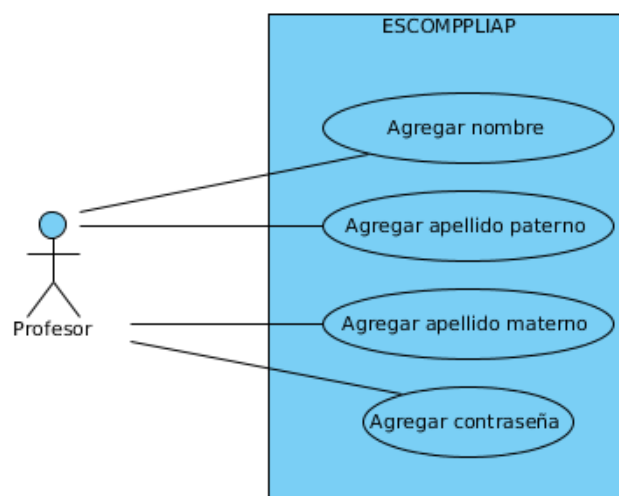 ESCOMPPLIAP
Agregar nombre
Agregar apellido paterno
Profesor
Agregar apellido materno
Agregar contraseña